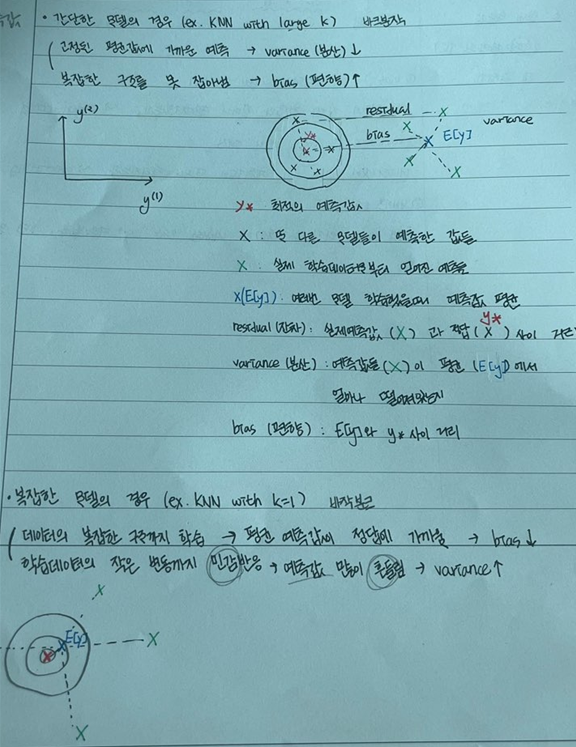 · 간단한 모델의 경우 (ex. KNN with large k) 바크분작
고정된 평균값에 가까운 예측 → variance (분산) ↓
복잡한 구조를 못 잡아냄 → bias (편향) ↑
y(2)
residual X
bias X E[y] variance
y*
y(1)
y* 최적의 예측값
X : 또 다른 모델들이 예측한 값들
X : 실제 학습데이터로부터 얻어진 예측들
X(E[y]) : 여러번 모델 학습했을때 예측값 평균
residual (잔차) : 실제예측값 (X) 과 정답 (X) 사이 거리
y*
variance (분산) : 예측값들 (X) 이 평균 (E[y]) 에서
얼마나 떨어져있는지
bias (편향) : E[y]와 y* 사이 거리
· 복잡한 모델의 경우 (ex. KNN with k=1) 바작분크
데이터의 복잡한 구조까지 학습 → 평균 예측값이 정답에 가까움 → bias ↓
학습데이터의 작은 변동까지 민감반응 → 예측값 많이 흔들림 → variance ↑
X
E[y] X
X